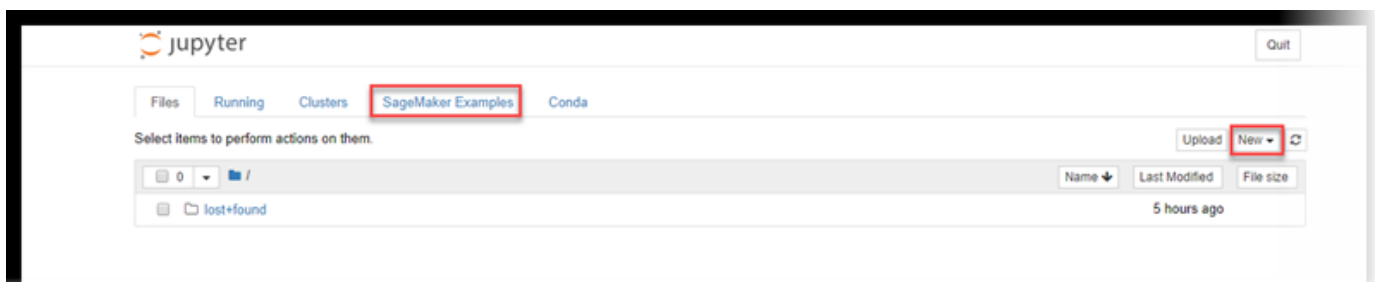 jupyter
Quit
Files Running Clusters SageMaker Examples Conda
Select items to perform actions on them.
Upload New
0 /
Name Last Modified File size
lost+found 5 hours ago